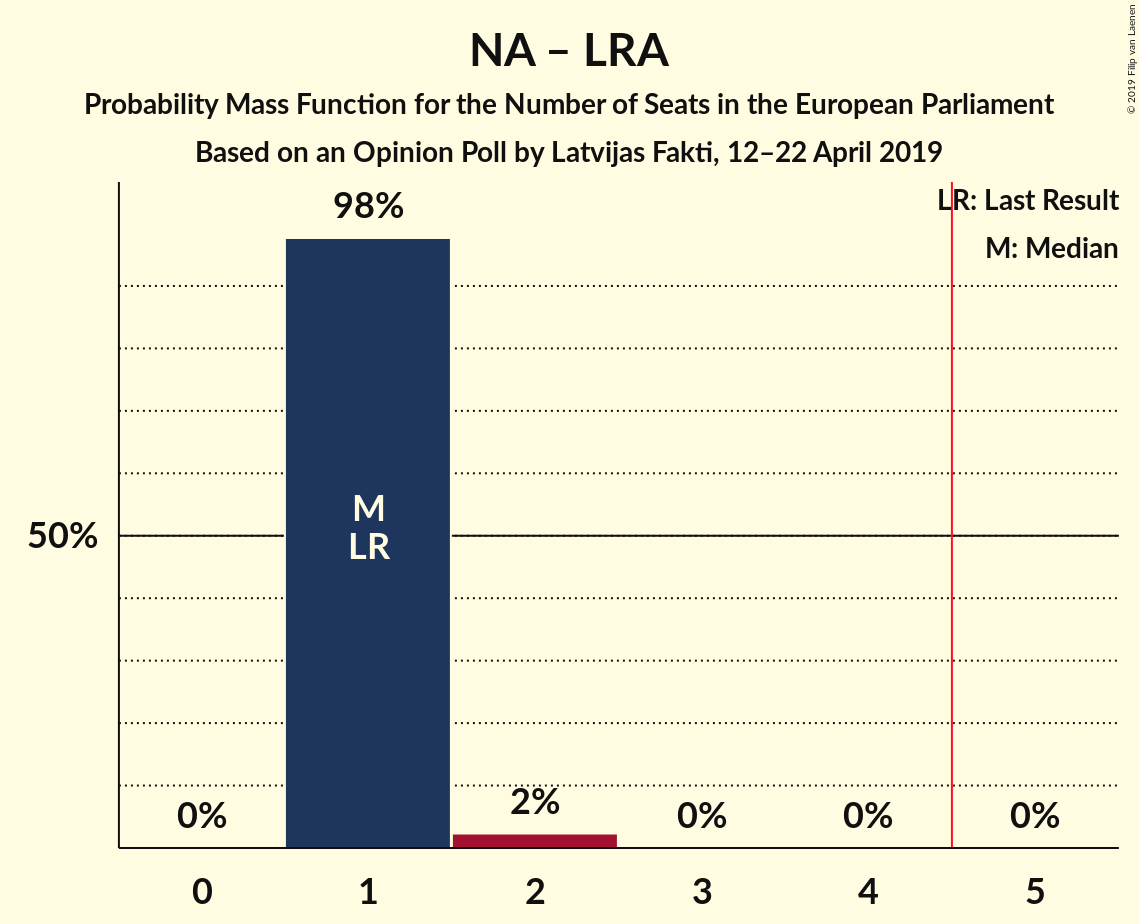 NA – LRA
Probability Mass Function for the Number of Seats in the European Parliament
Based on an Opinion Poll by Latvijas Fakti, 12–22 April 2019
© 2019 Filip van Laenen
LR: Last Result
M: Median
98%
M
LR
50%
0%
2%
0%
0%
0%
0
1
2
3
4
5